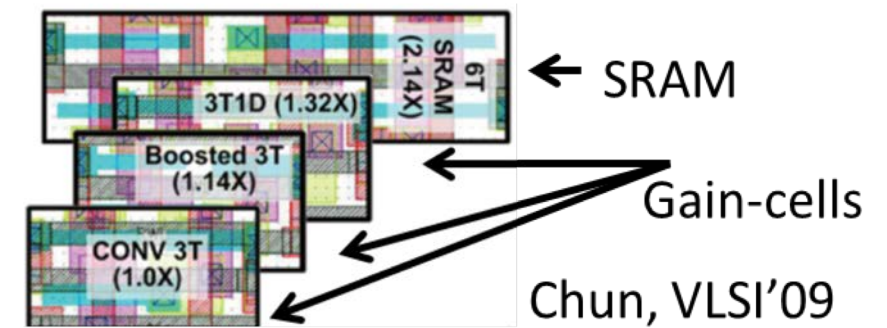 6T
SRAM
(2.14X)
SRAM
3T1D (1.32X)
Boosted 3T
(1.14X)
Gain-cells
CONV 3T
(1.0X)
Chun, VLSI’09